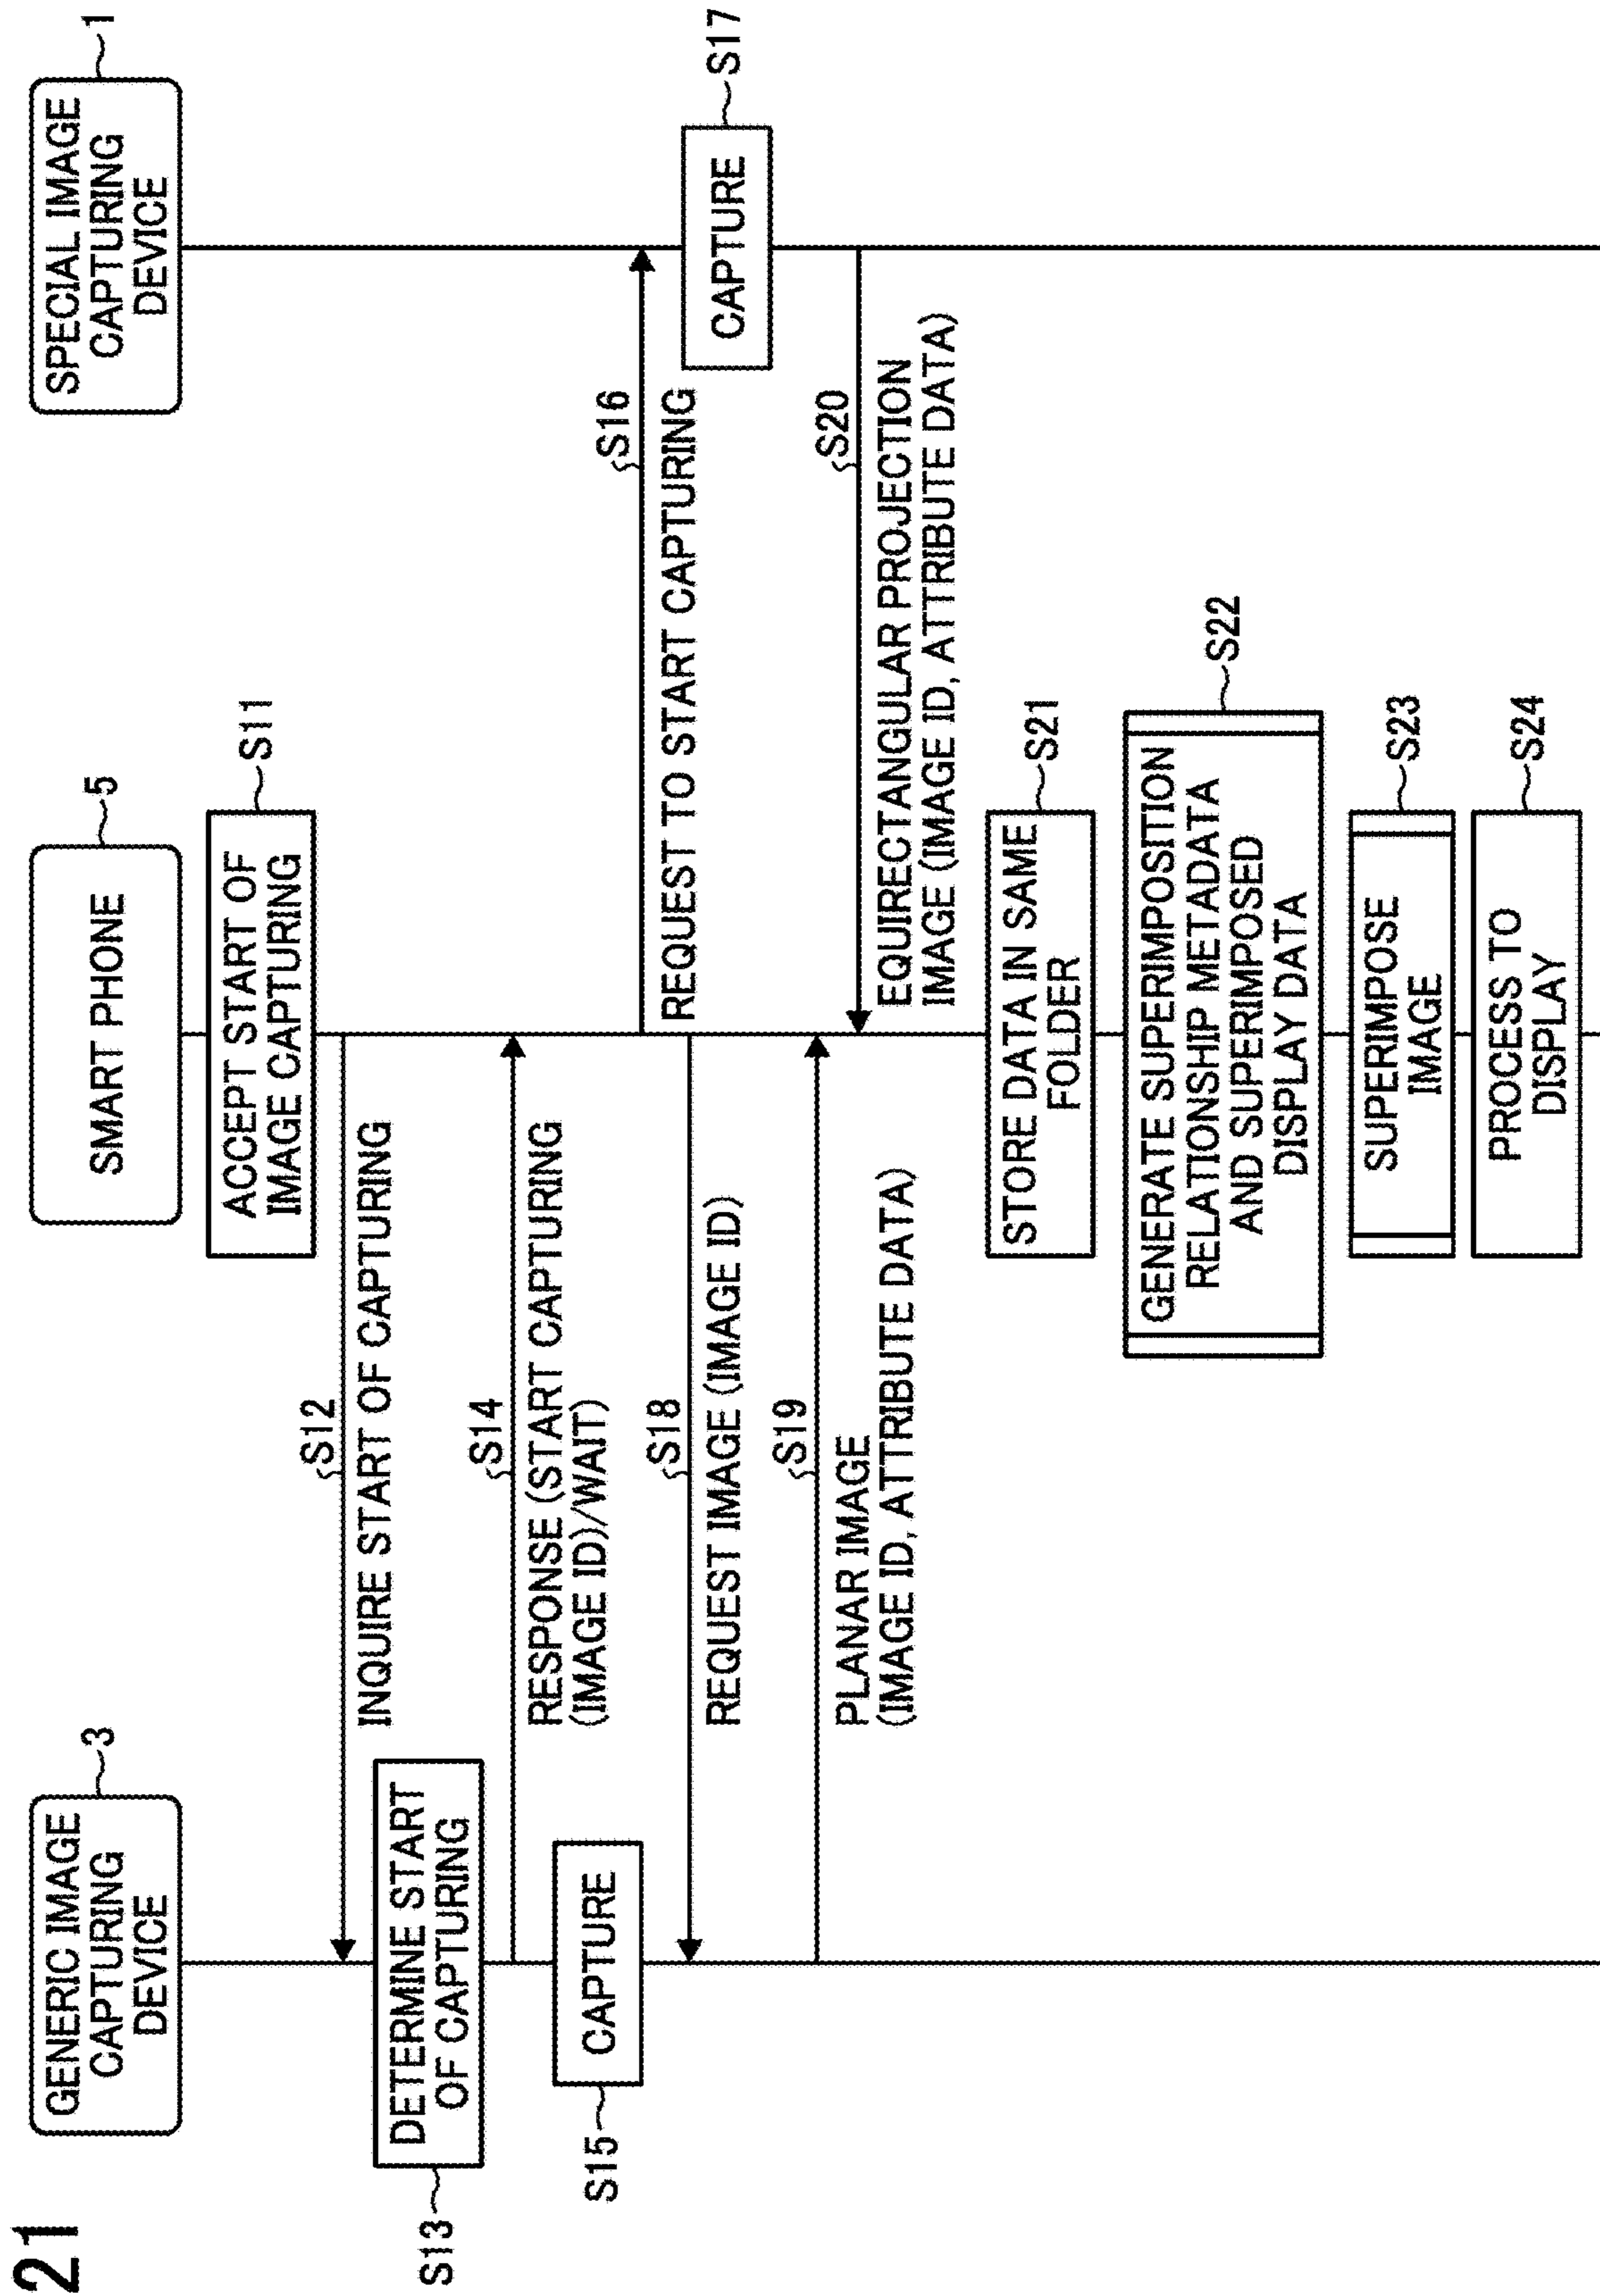 21
GENERIC IMAGE
CAPTURING
DEVICE
3
SMART PHONE
5
SPECIAL IMAGE
CAPTURING
DEVICE
1
ACCEPT START OF
IMAGE CAPTURING
S11
S12
INQUIRE START OF CAPTURING
S13
DETERMINE START
OF CAPTURING
S14
RESPONSE (START CAPTURING
(IMAGE ID)/WAIT)
S15
CAPTURE
S16
REQUEST TO START CAPTURING
CAPTURE
S17
S18
REQUEST IMAGE (IMAGE ID)
S19
PLANAR IMAGE
(IMAGE ID, ATTRIBUTE DATA)
S20
EQUIRECTANGULAR PROJECTION
IMAGE (IMAGE ID, ATTRIBUTE DATA)
STORE DATA IN SAME
FOLDER
S21
GENERATE SUPERIMPOSITION
RELATIONSHIP METADATA
AND SUPERIMPOSED
DISPLAY DATA
S22
SUPERIMPOSE
IMAGE
S23
PROCESS TO
DISPLAY
S24